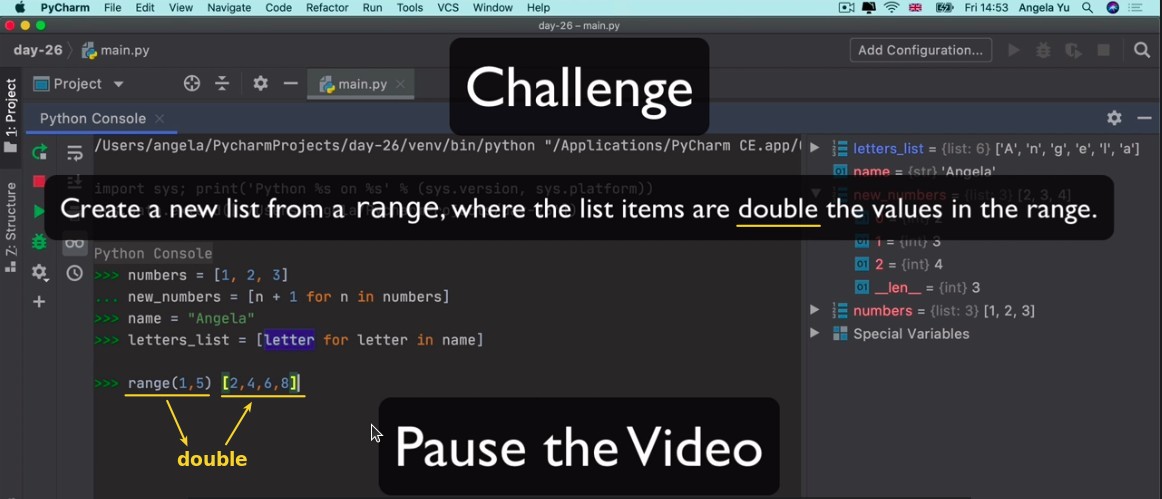 PyCharm File Edit View Navigate Code Refactor Run Tools VCS Window Help Fri 14:53 Angela Yu
day-26 – main.py
day-26 main.py Add Configuration...
Challenge
Project main.py
1: Project
Z: Structure
Python Console
/Users/angela/PycharmProjects/day-26/venv/bin/python "/Applications/PyCharm CE.app/
import sys; print('Python %s on %s' % (sys.version, sys.platform))
Create a new list from a range, where the list items are double the values in the range.
Python Console
>>> numbers = [1, 2, 3]
... new_numbers = [n + 1 for n in numbers]
>>> name = "Angela"
>>> letters_list = [letter for letter in name]
>>> range(1,5) [2,4,6,8]
double
Pause the Video
letters_list = {list: 6} ['A', 'n', 'g', 'e', 'l', 'a']
name = {str} 'Angela'
new_numbers = {list: 3} [2, 3, 4]
1 = {int} 3
2 = {int} 4
__len__ = {int} 3
numbers = {list: 3} [1, 2, 3]
Special Variables